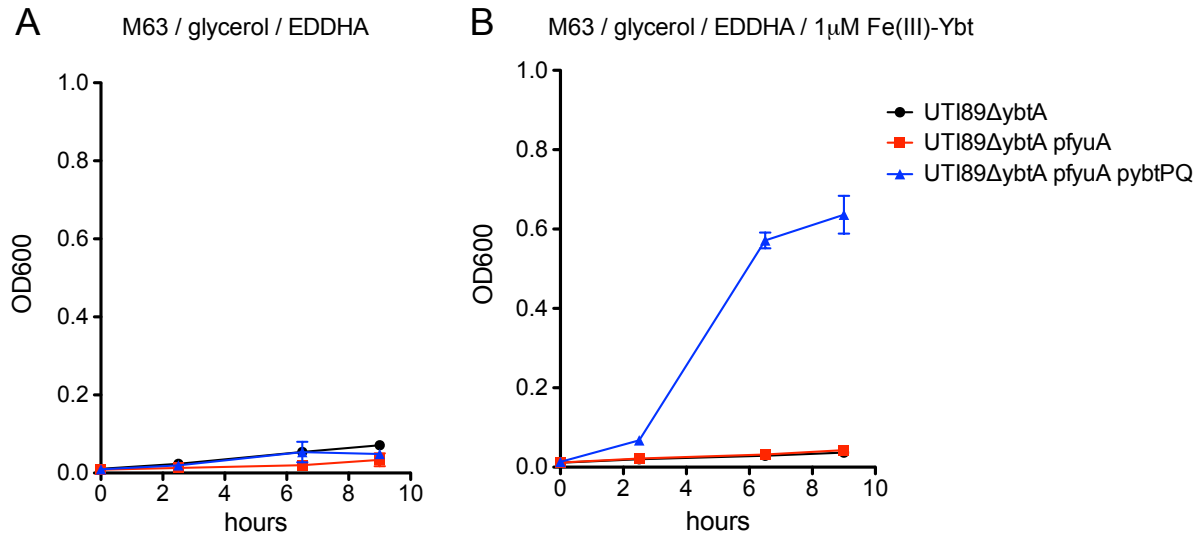 A
M63 / glycerol / EDDHA
OD600
1.0
0.8
0.6
0.4
0.2
0.0
0 2 4 6 8 10
hours
B
M63 / glycerol / EDDHA / 1μM Fe(III)-Ybt
OD600
1.0
0.8
0.6
0.4
0.2
0.0
0 2 4 6 8 10
hours
UTI89ΔybtA
UTI89ΔybtA pfyuA
UTI89ΔybtA pfyuA pybtPQ